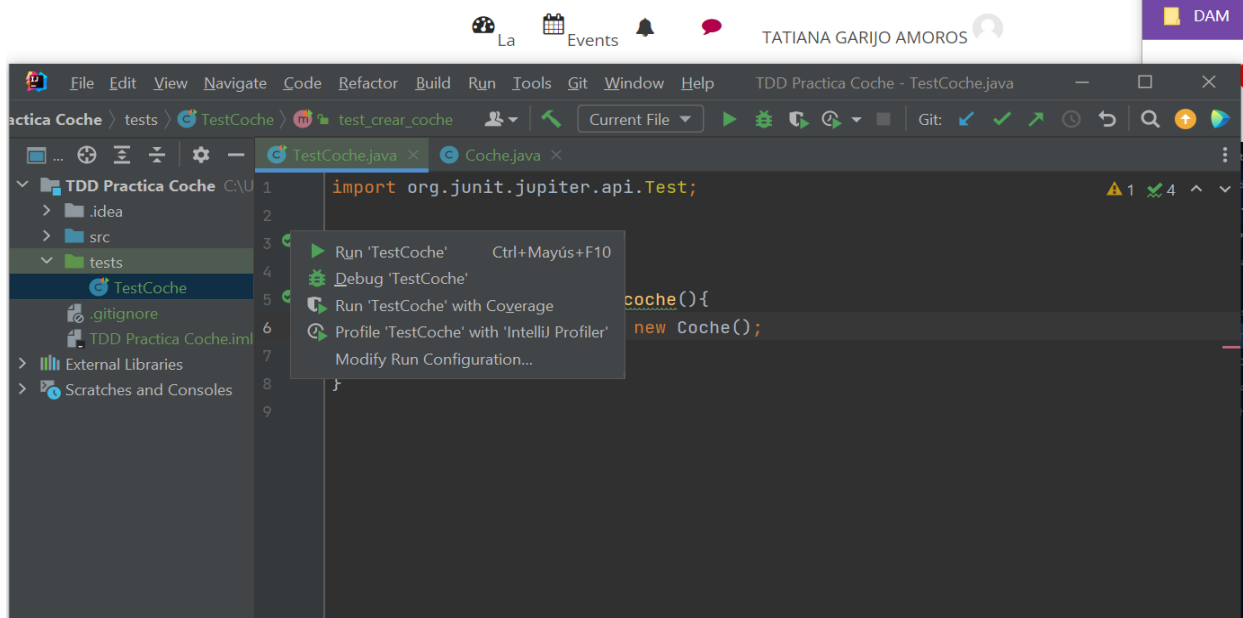 DAM
La Events TATIANA GARIJO AMOROS
File Edit View Navigate Code Refactor Build Run Tools Git Window Help TDD Practica Coche - TestCoche.java
actica Coche tests TestCoche test_crear_coche Current File Git:
... TestCoche.java Coche.java
TDD Practica Coche C:\U
.idea
src
tests
TestCoche
.gitignore
TDD Practica Coche.iml
External Libraries
Scratches and Consoles
1 import org.junit.jupiter.api.Test;
2
3
4
5 coche(){
6 new Coche();
7
8 }
9
1 4
Run 'TestCoche' Ctrl+Mayús+F10
Debug 'TestCoche'
Run 'TestCoche' with Coverage
Profile 'TestCoche' with 'IntelliJ Profiler'
Modify Run Configuration...